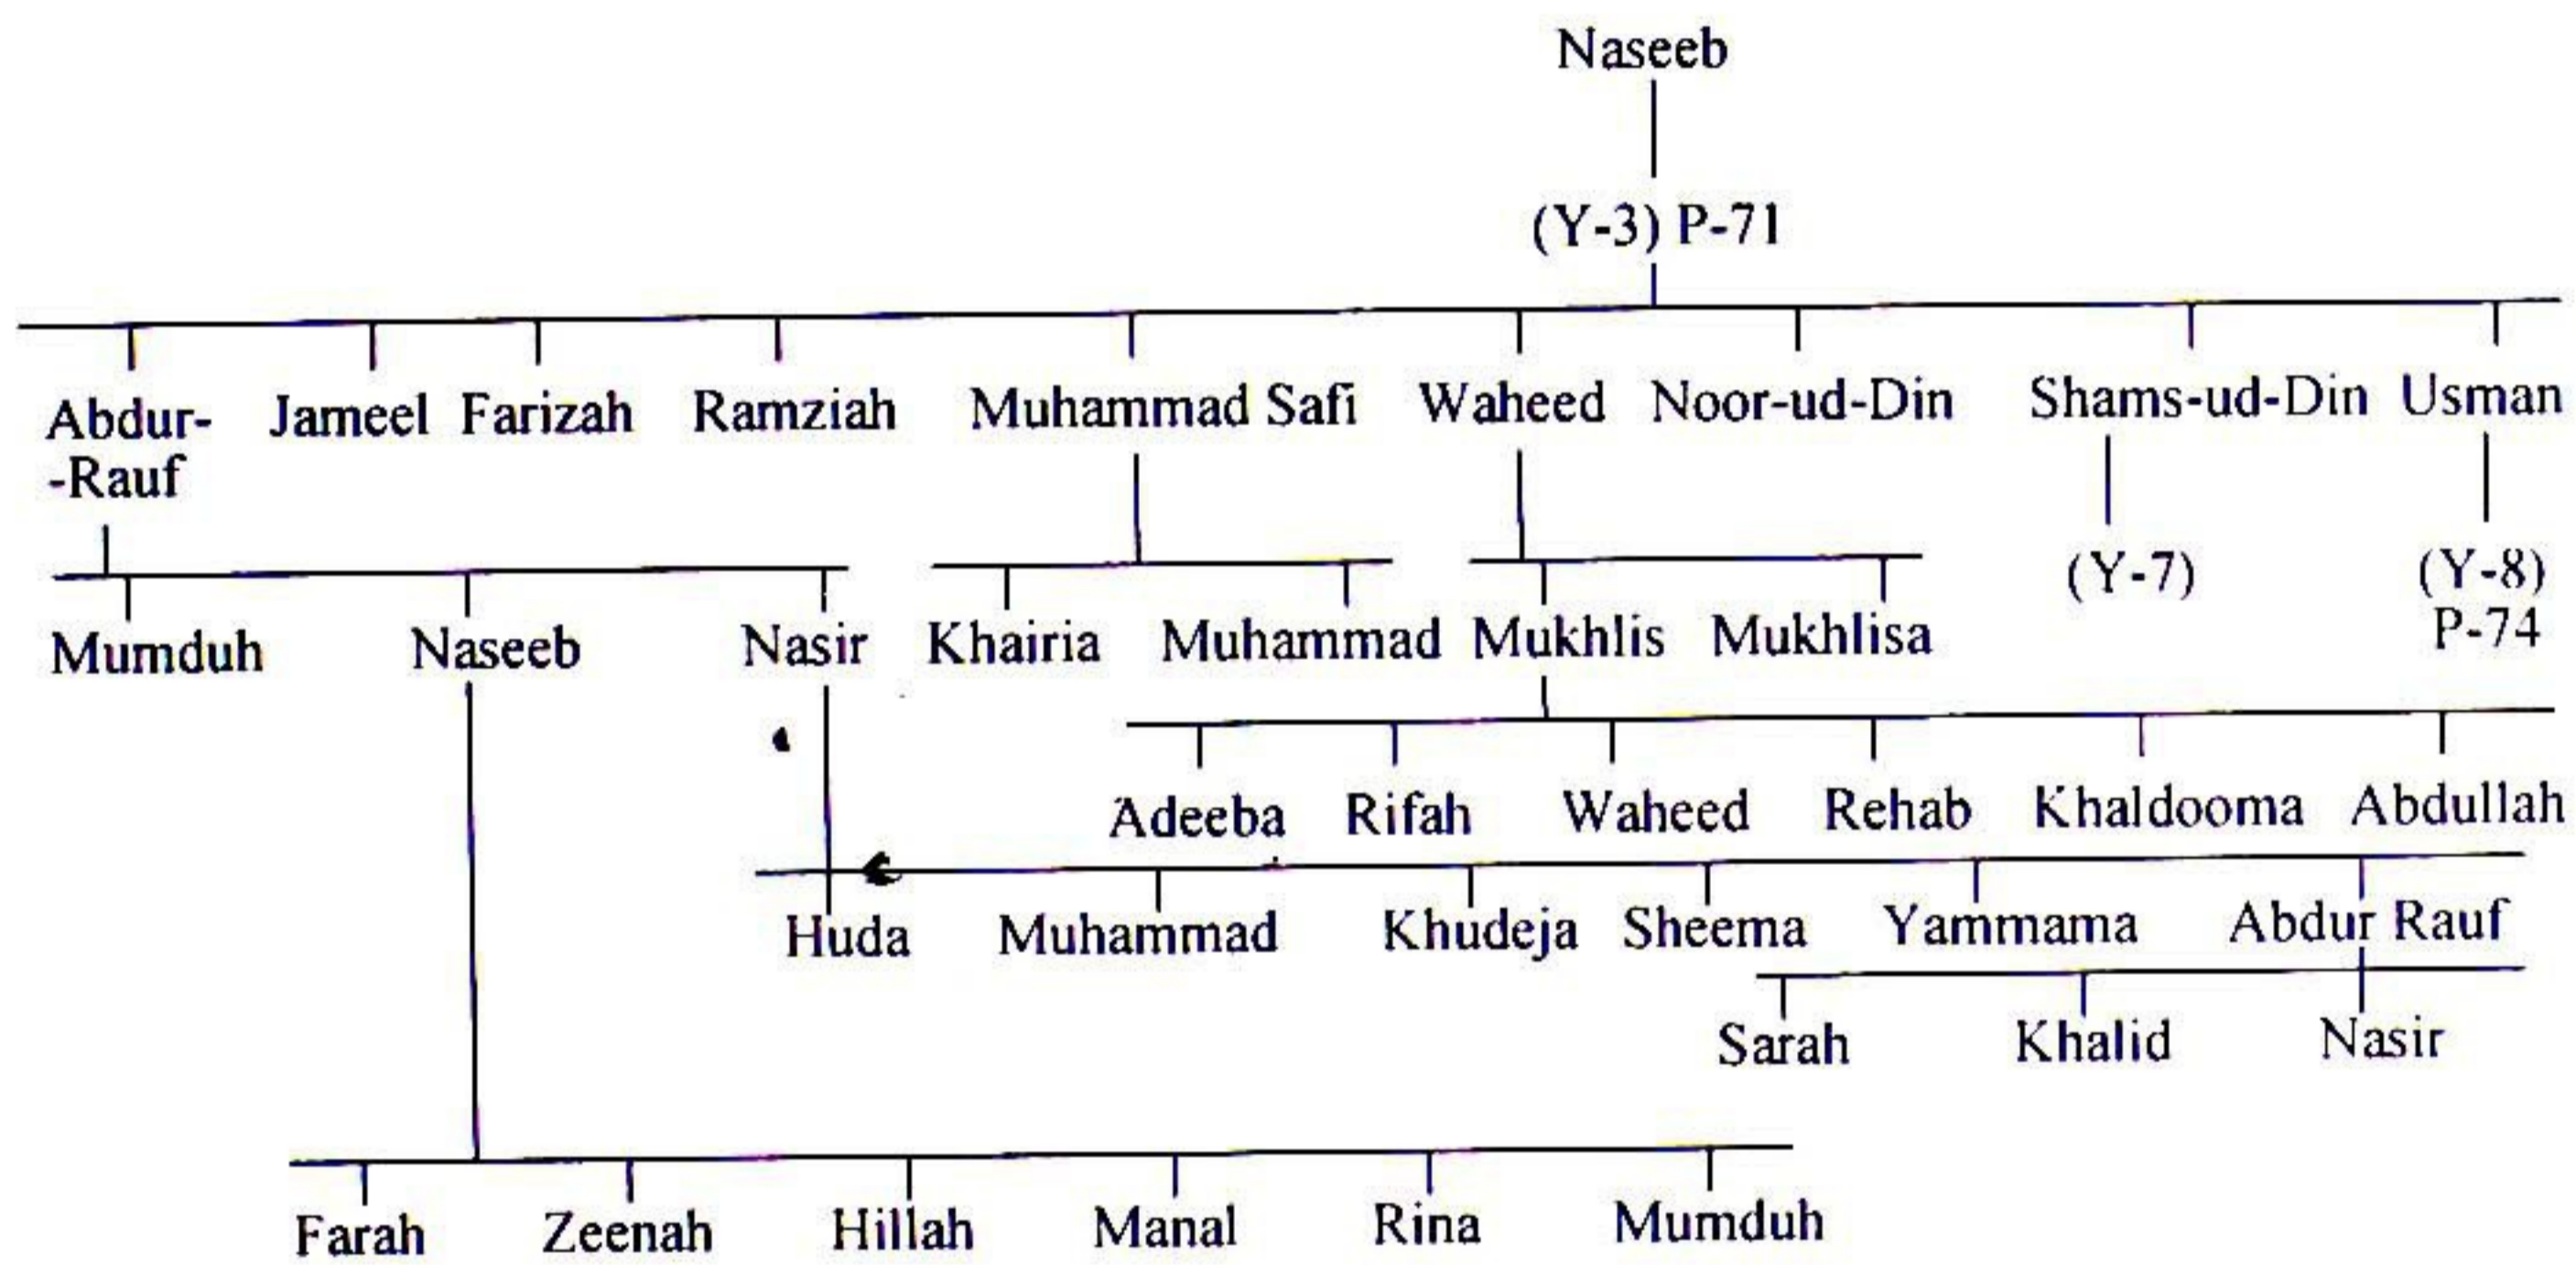 Naseeb
(Y-3) P-71
Abdur- Jameel Farizah Ramziah Muhammad Safi Waheed Noor-ud-Din Shams-ud-Din Usman
-Rauf
(Y-7) (Y-8)
P-74
Mumduh Naseeb Nasir Khairia Muhammad Mukhlis Mukhlisa
Adeeba Rifah Waheed Rehab Khaldooma Abdullah
Huda Muhammad Khudeja Sheema Yammama Abdur Rauf
Sarah Khalid Nasir
Farah Zeenah Hillah Manal Rina Mumduh